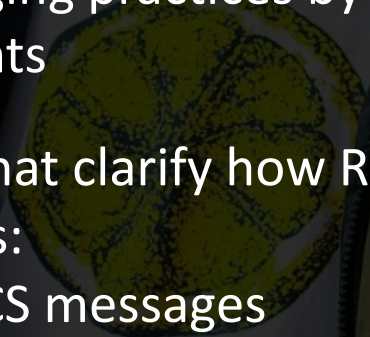 ging practices by
nts
hat clarify how R
s:
CS messages